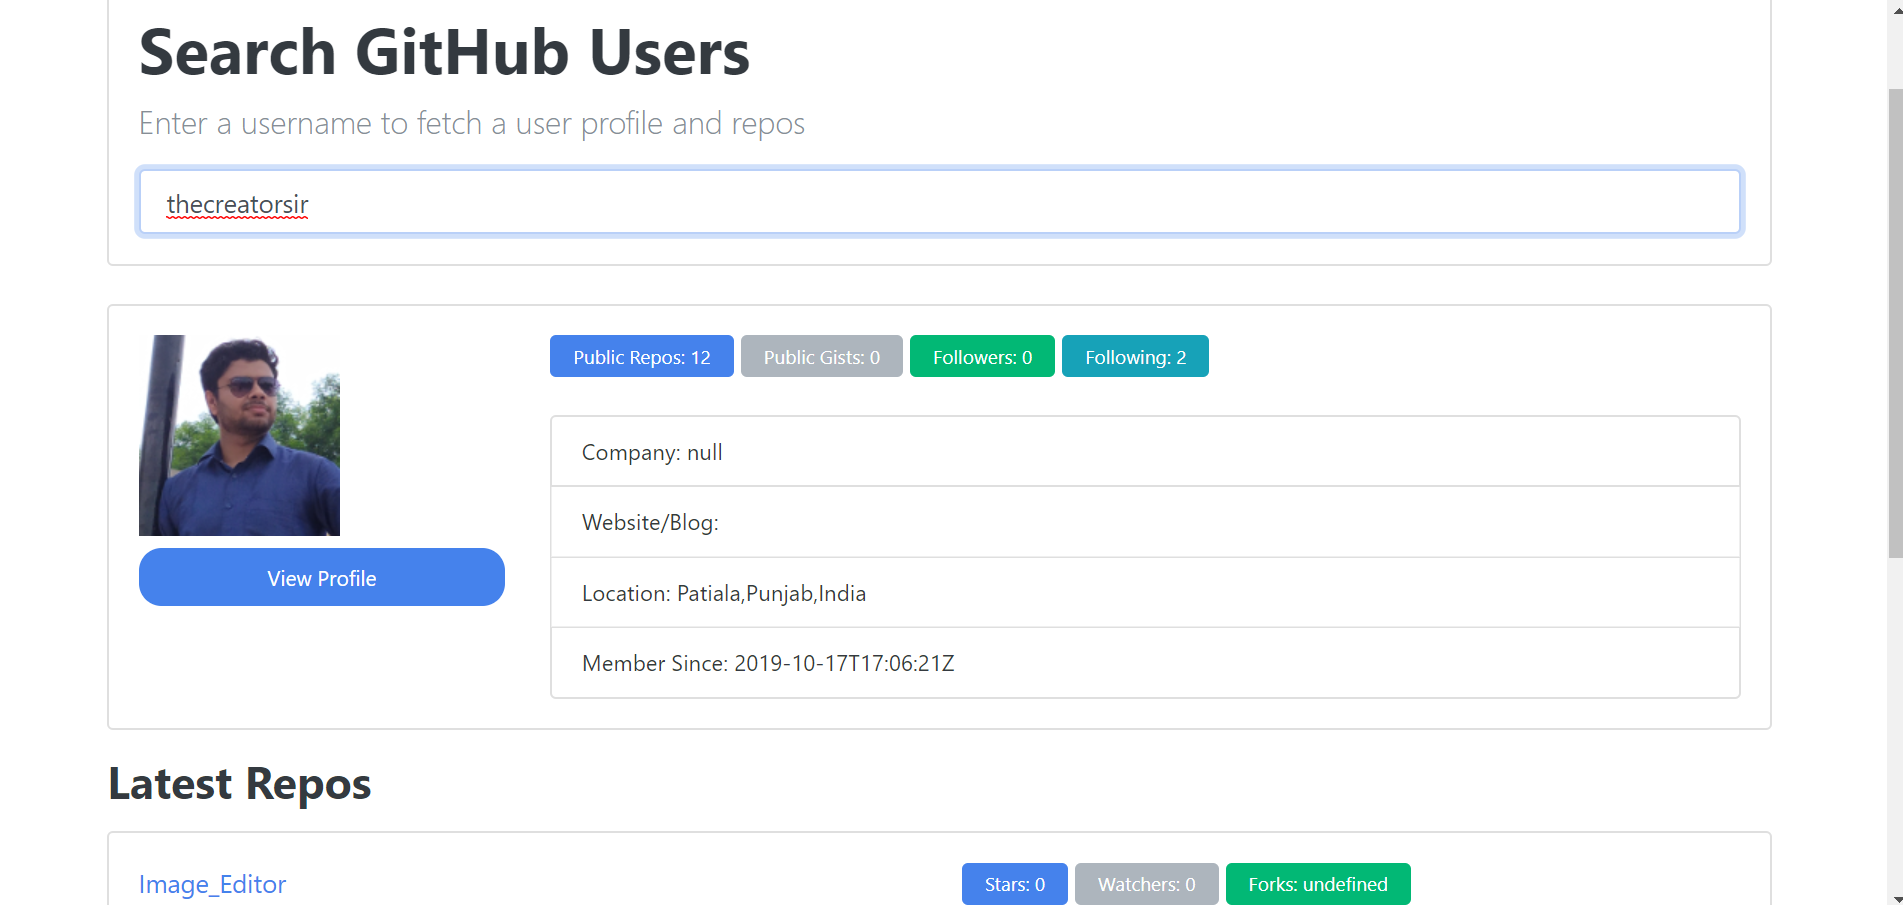 Search GitHub Users
Enter a username to fetch a user profile and repos
thecreatorsir
Public Repos: 12 Public Gists: 0 Followers: 0 Following: 2
Company: null
Website/Blog:
Location: Patiala,Punjab,India
Member Since: 2019-10-17T17:06:21Z
View Profile
Latest Repos
Image_Editor Stars: 0 Watchers: 0 Forks: undefined